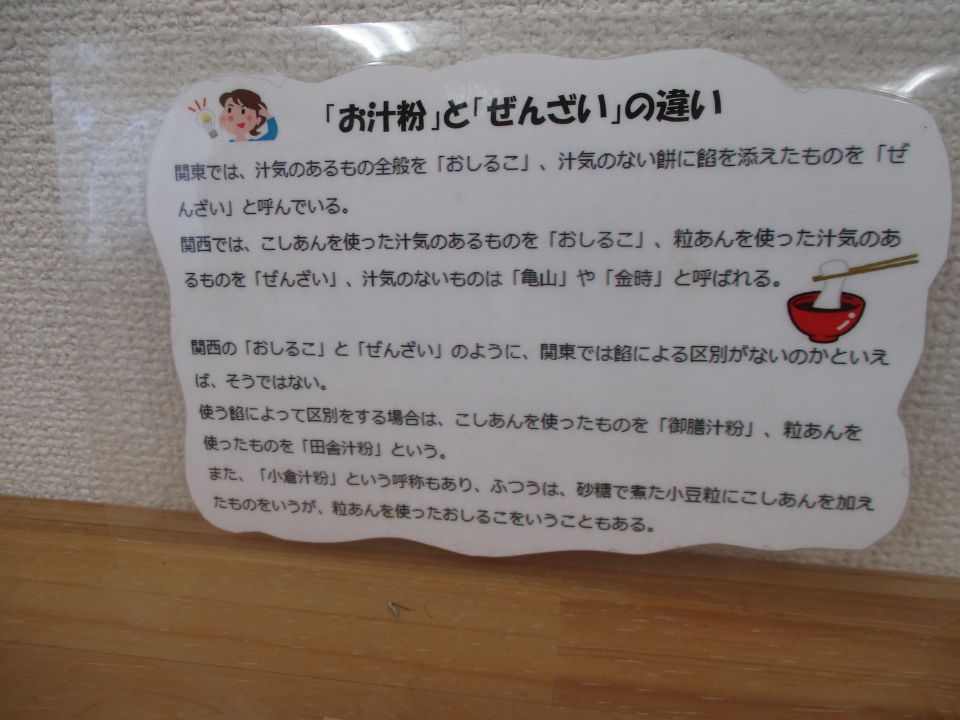 「お汁粉」と「ぜんざい」の違い
関東では、汁気のあるもの全般を「おしるこ」、汁気のない餅に餡を添えたものを「ぜ
んざい」と呼んでいる。
関西では、こしあんを使った汁気のあるものを「おしるこ」、粒あんを使った汁気のあ
るものを「ぜんざい」、汁気のないものは「亀山」や「金時」と呼ばれる。
関西の「おしるこ」と「ぜんざい」のように、関東では餡による区別がないのかといえ
ば、そうではない。
使う餡によって区別をする場合は、こしあんを使ったものを「御膳汁粉」、粒あんを
使ったものを「田舎汁粉」という。
また、「小倉汁粉」という呼称もあり、ふつうは、砂糖で煮た小豆粒にこしあんを加え
たものをいうが、粒あんを使ったおしるこをいうこともある。